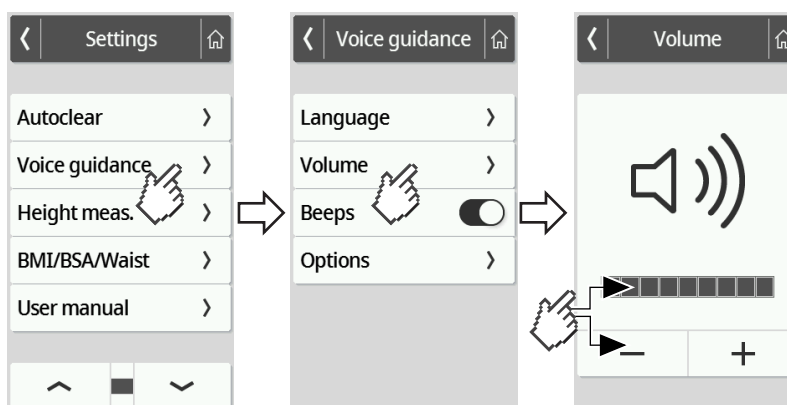 Settings
Autoclear
Voice guidance
Height meas.
BMI/BSA/Waist
User manual
Voice guidance
Language
Volume
Beeps
Options
Volume